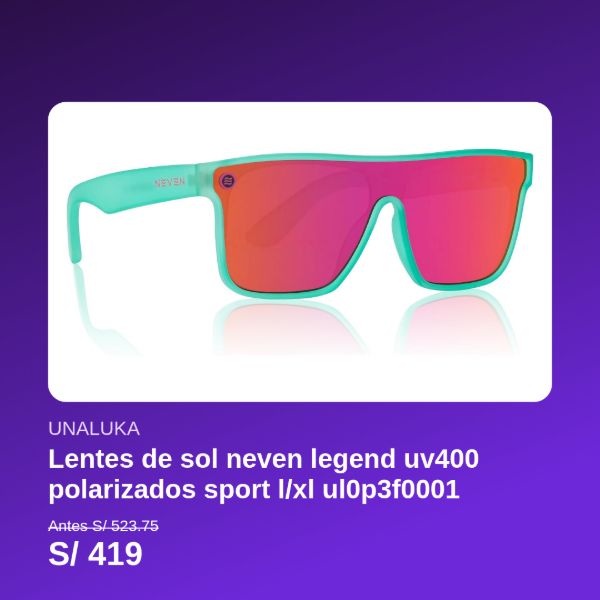 NEVEN
UNALUKA
Lentes de sol neven legend uv400
polarizados sport l/xl ul0p3f0001
Antes S/ 523.75
S/ 419